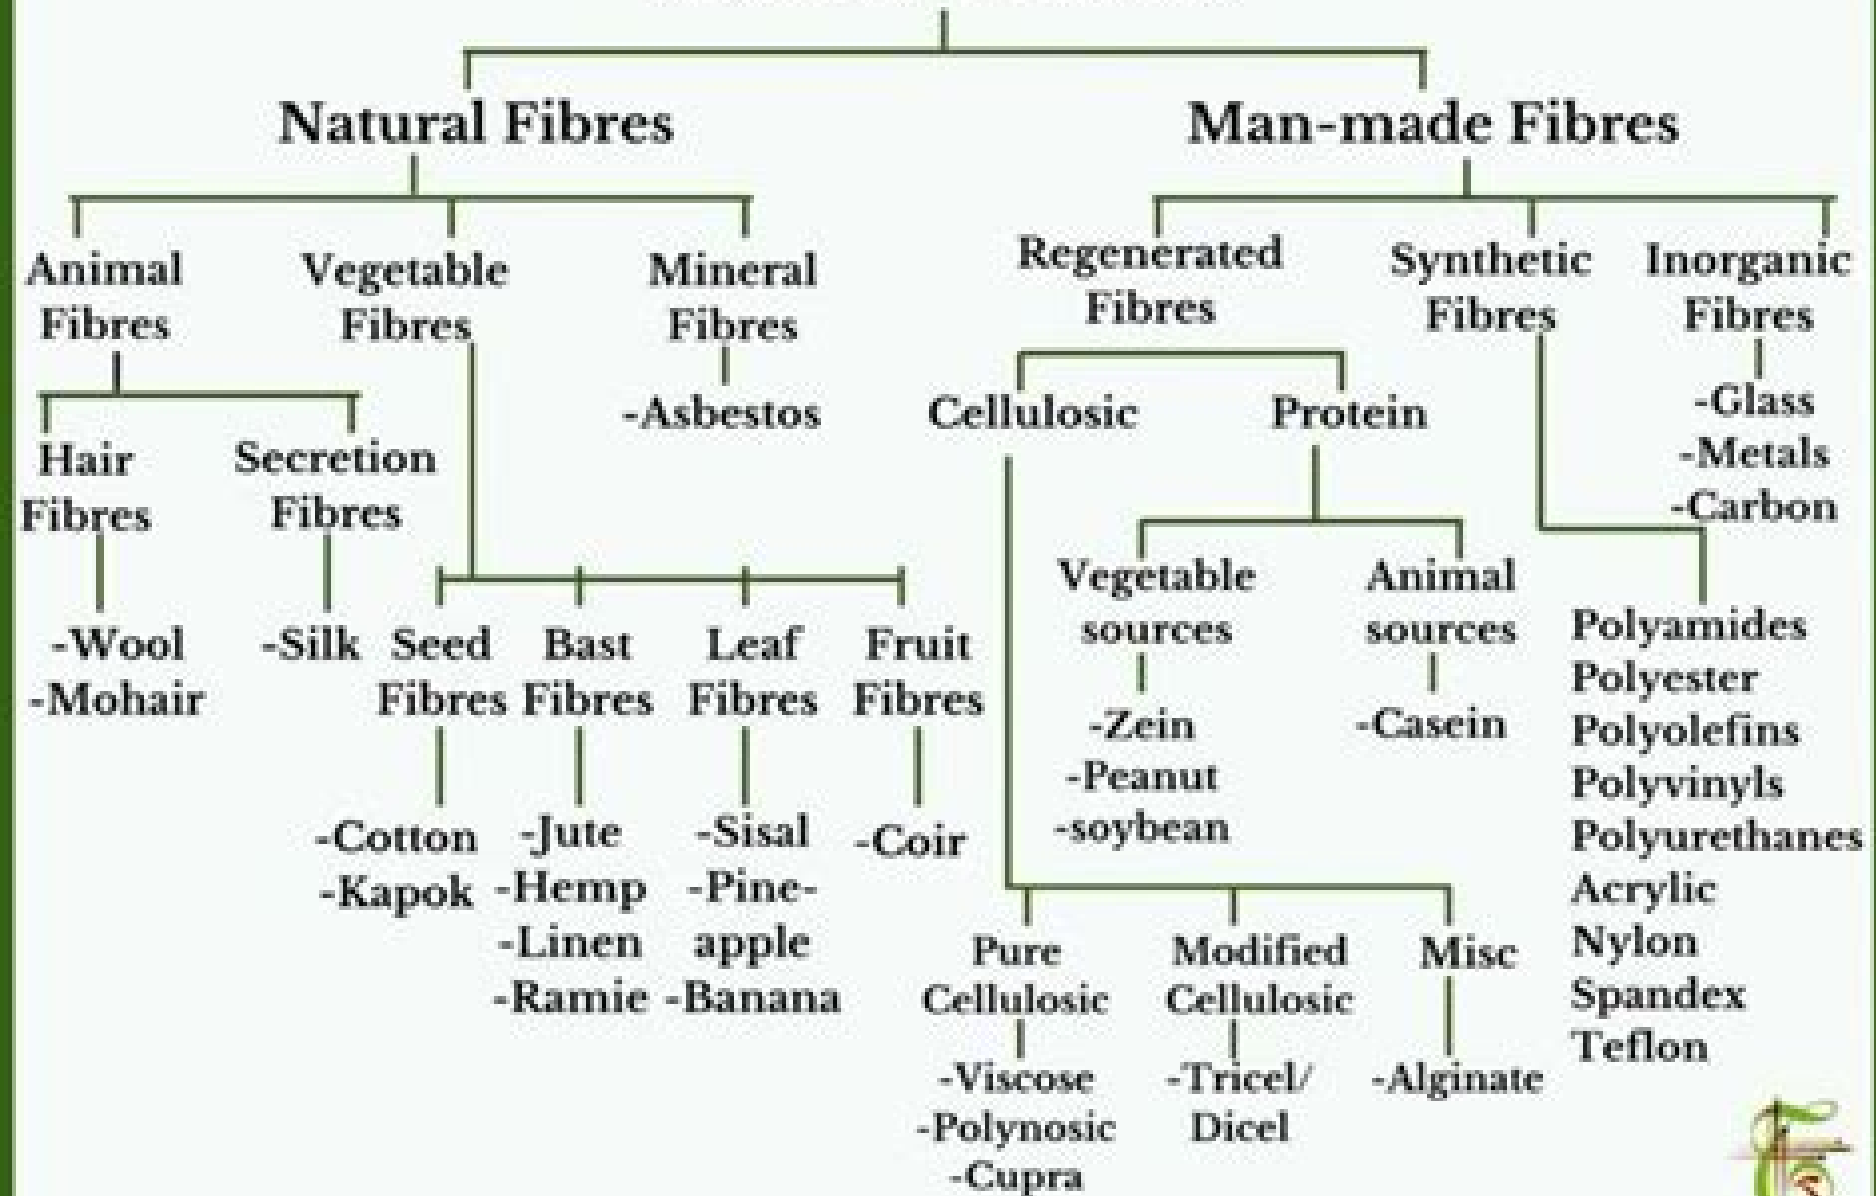 Natural Fibres
Man-made Fibres
Animal
Fibres
Vegetable
Fibres
Mineral
Fibres
Regenerated
Fibres
Synthetic
Fibres
Inorganic
Fibres
-Asbestos
Hair
Fibres
Secretion
Fibres
-Wool
-Mohair
-Silk
Seed
Fibres
Bast
Fibres
Leaf
Fibres
Fruit
Fibres
-Cotton
-Kapok
-Jute
-Hemp
-Linen
-Ramie
-Sisal
-Pine-
apple
-Banana
-Coir
Cellulosic
Protein
Vegetable
sources
Animal
sources
-Zein
-Peanut
-soybean
-Casein
Pure
Cellulosic
Modified
Cellulosic
Misc
-Viscose
-Polynosic
-Cupra
-Tricel/
Dicel
-Alginate
Polyamides
Polyester
Polyolefins
Polyvinyls
Polyurethanes
Acrylic
Nylon
Spandex
Teflon
-Glass
-Metals
-Carbon